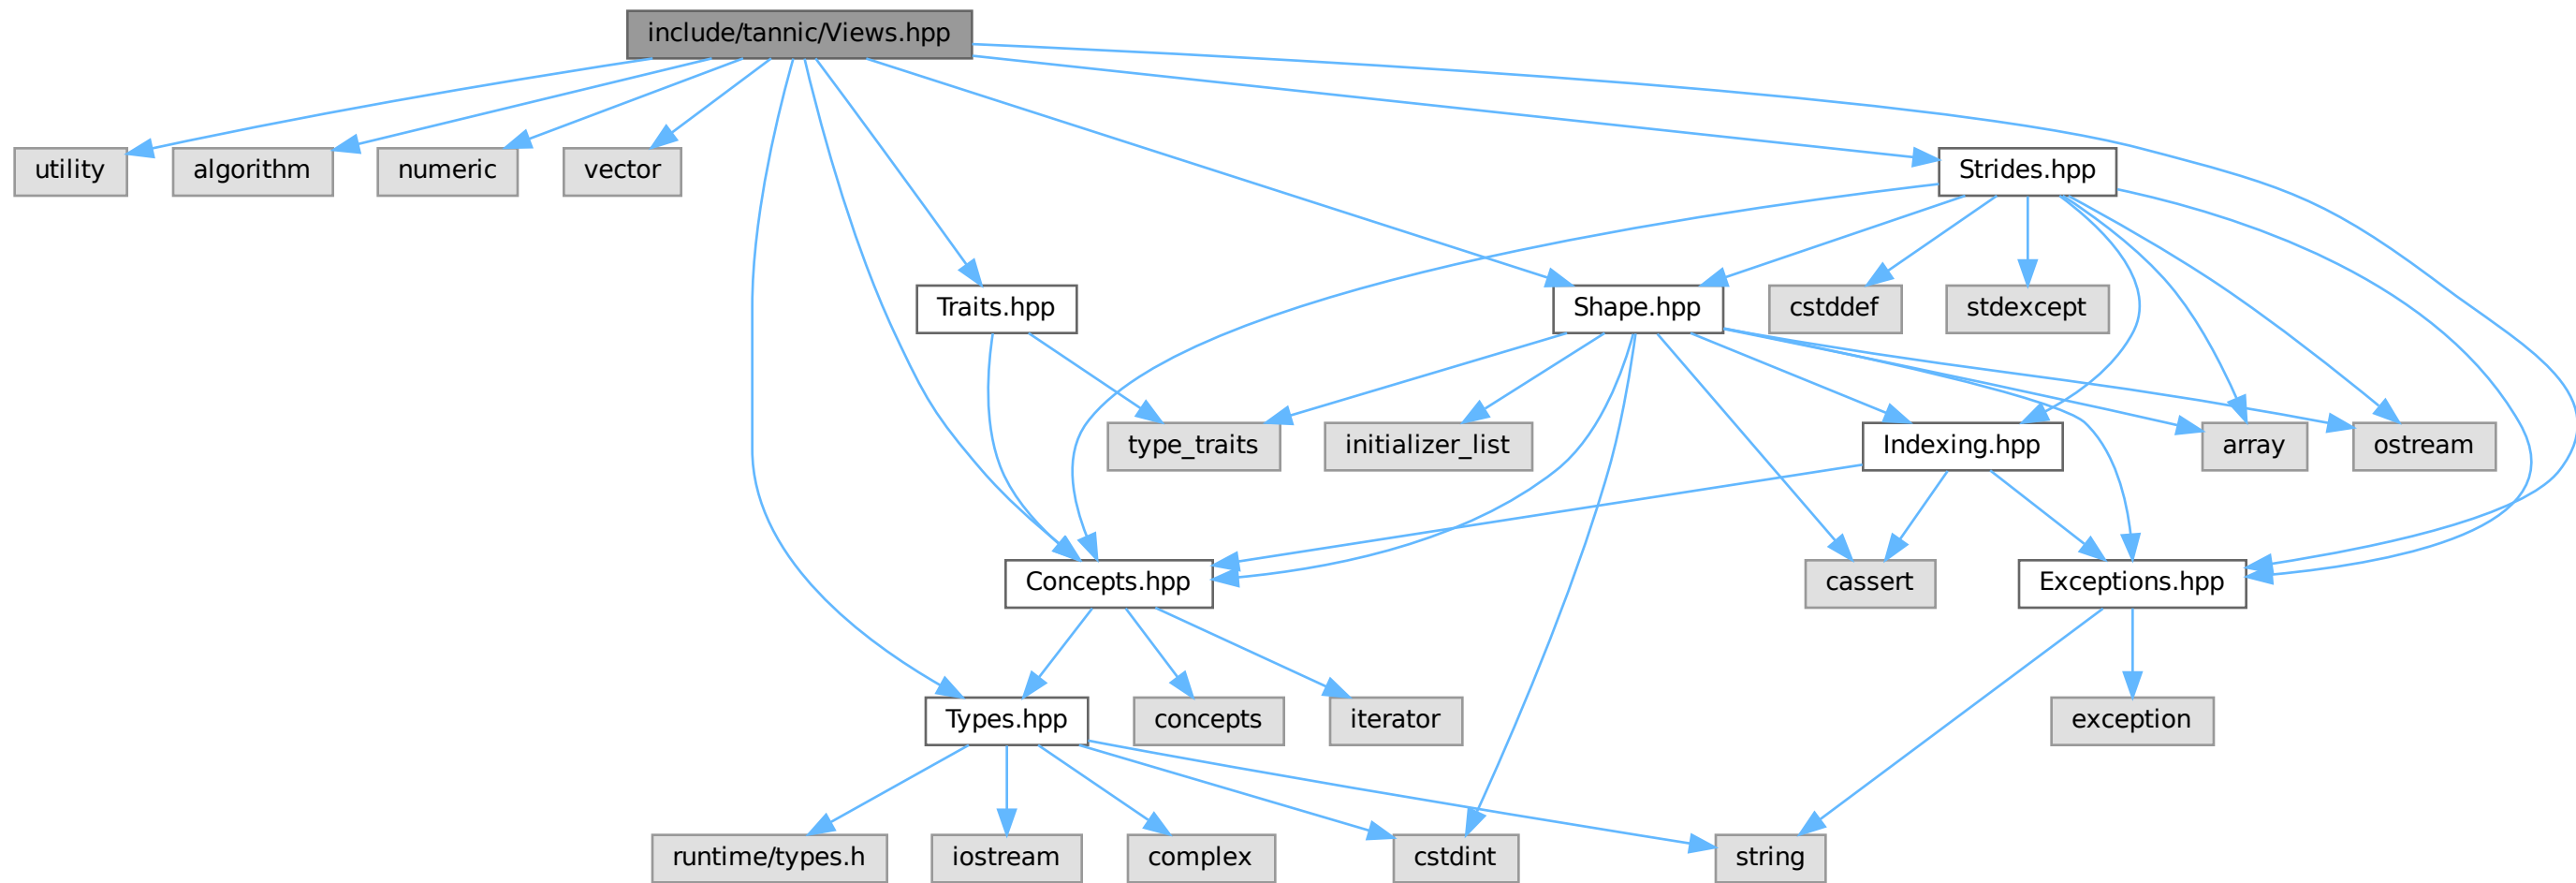 include/tannic/Views.hpp
utility
algorithm
numeric
vector
Strides.hpp
Traits.hpp
Shape.hpp
cstddef
stdexcept
type_traits
initializer_list
Indexing.hpp
array
ostream
Concepts.hpp
cassert
Exceptions.hpp
Types.hpp
concepts
iterator
exception
runtime/types.h
iostream
complex
cstdint
string